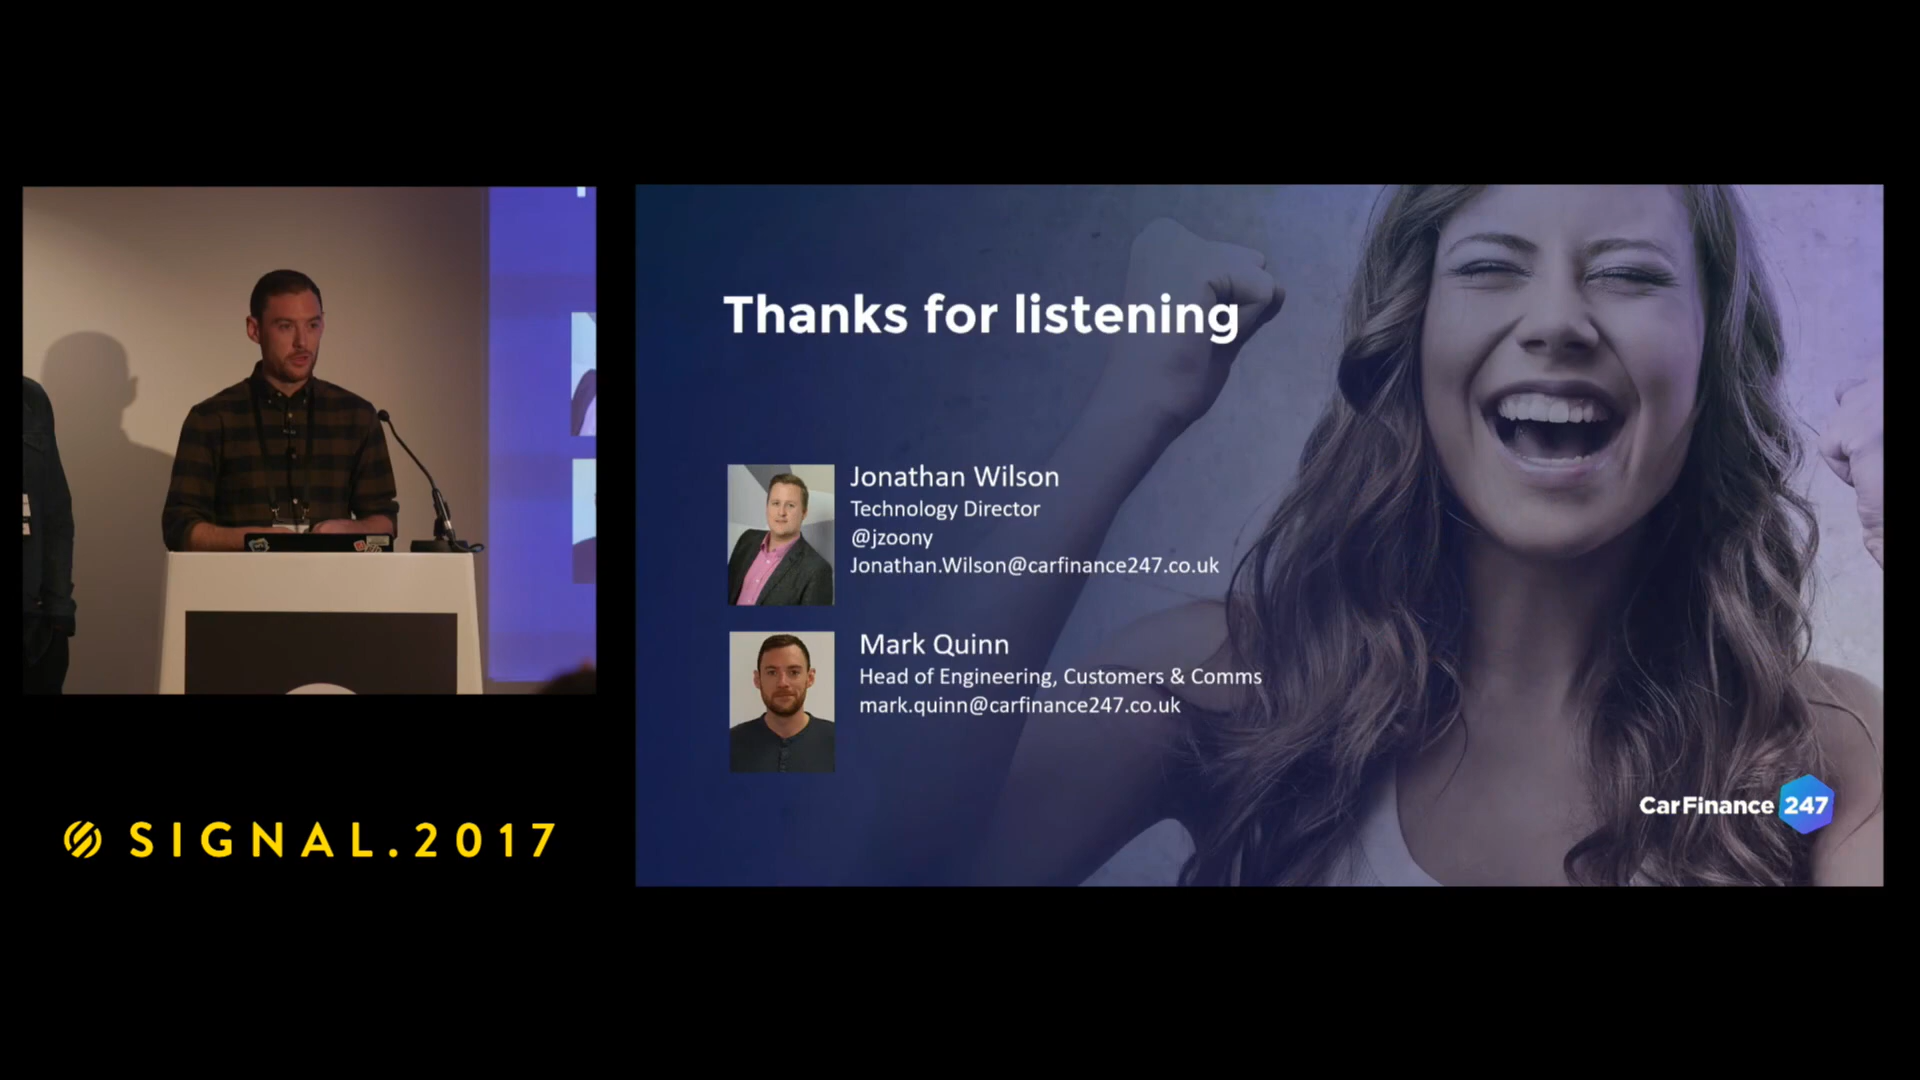 Thanks for listening
Jonathan Wilson
Technology Director
@jzoony
Jonathan.Wilson@carfinance247.co.uk
Mark Quinn
Head of Engineering, Customers & Comms
mark.quinn@carfinance247.co.uk
CarFinance 247
SIGNAL.2017